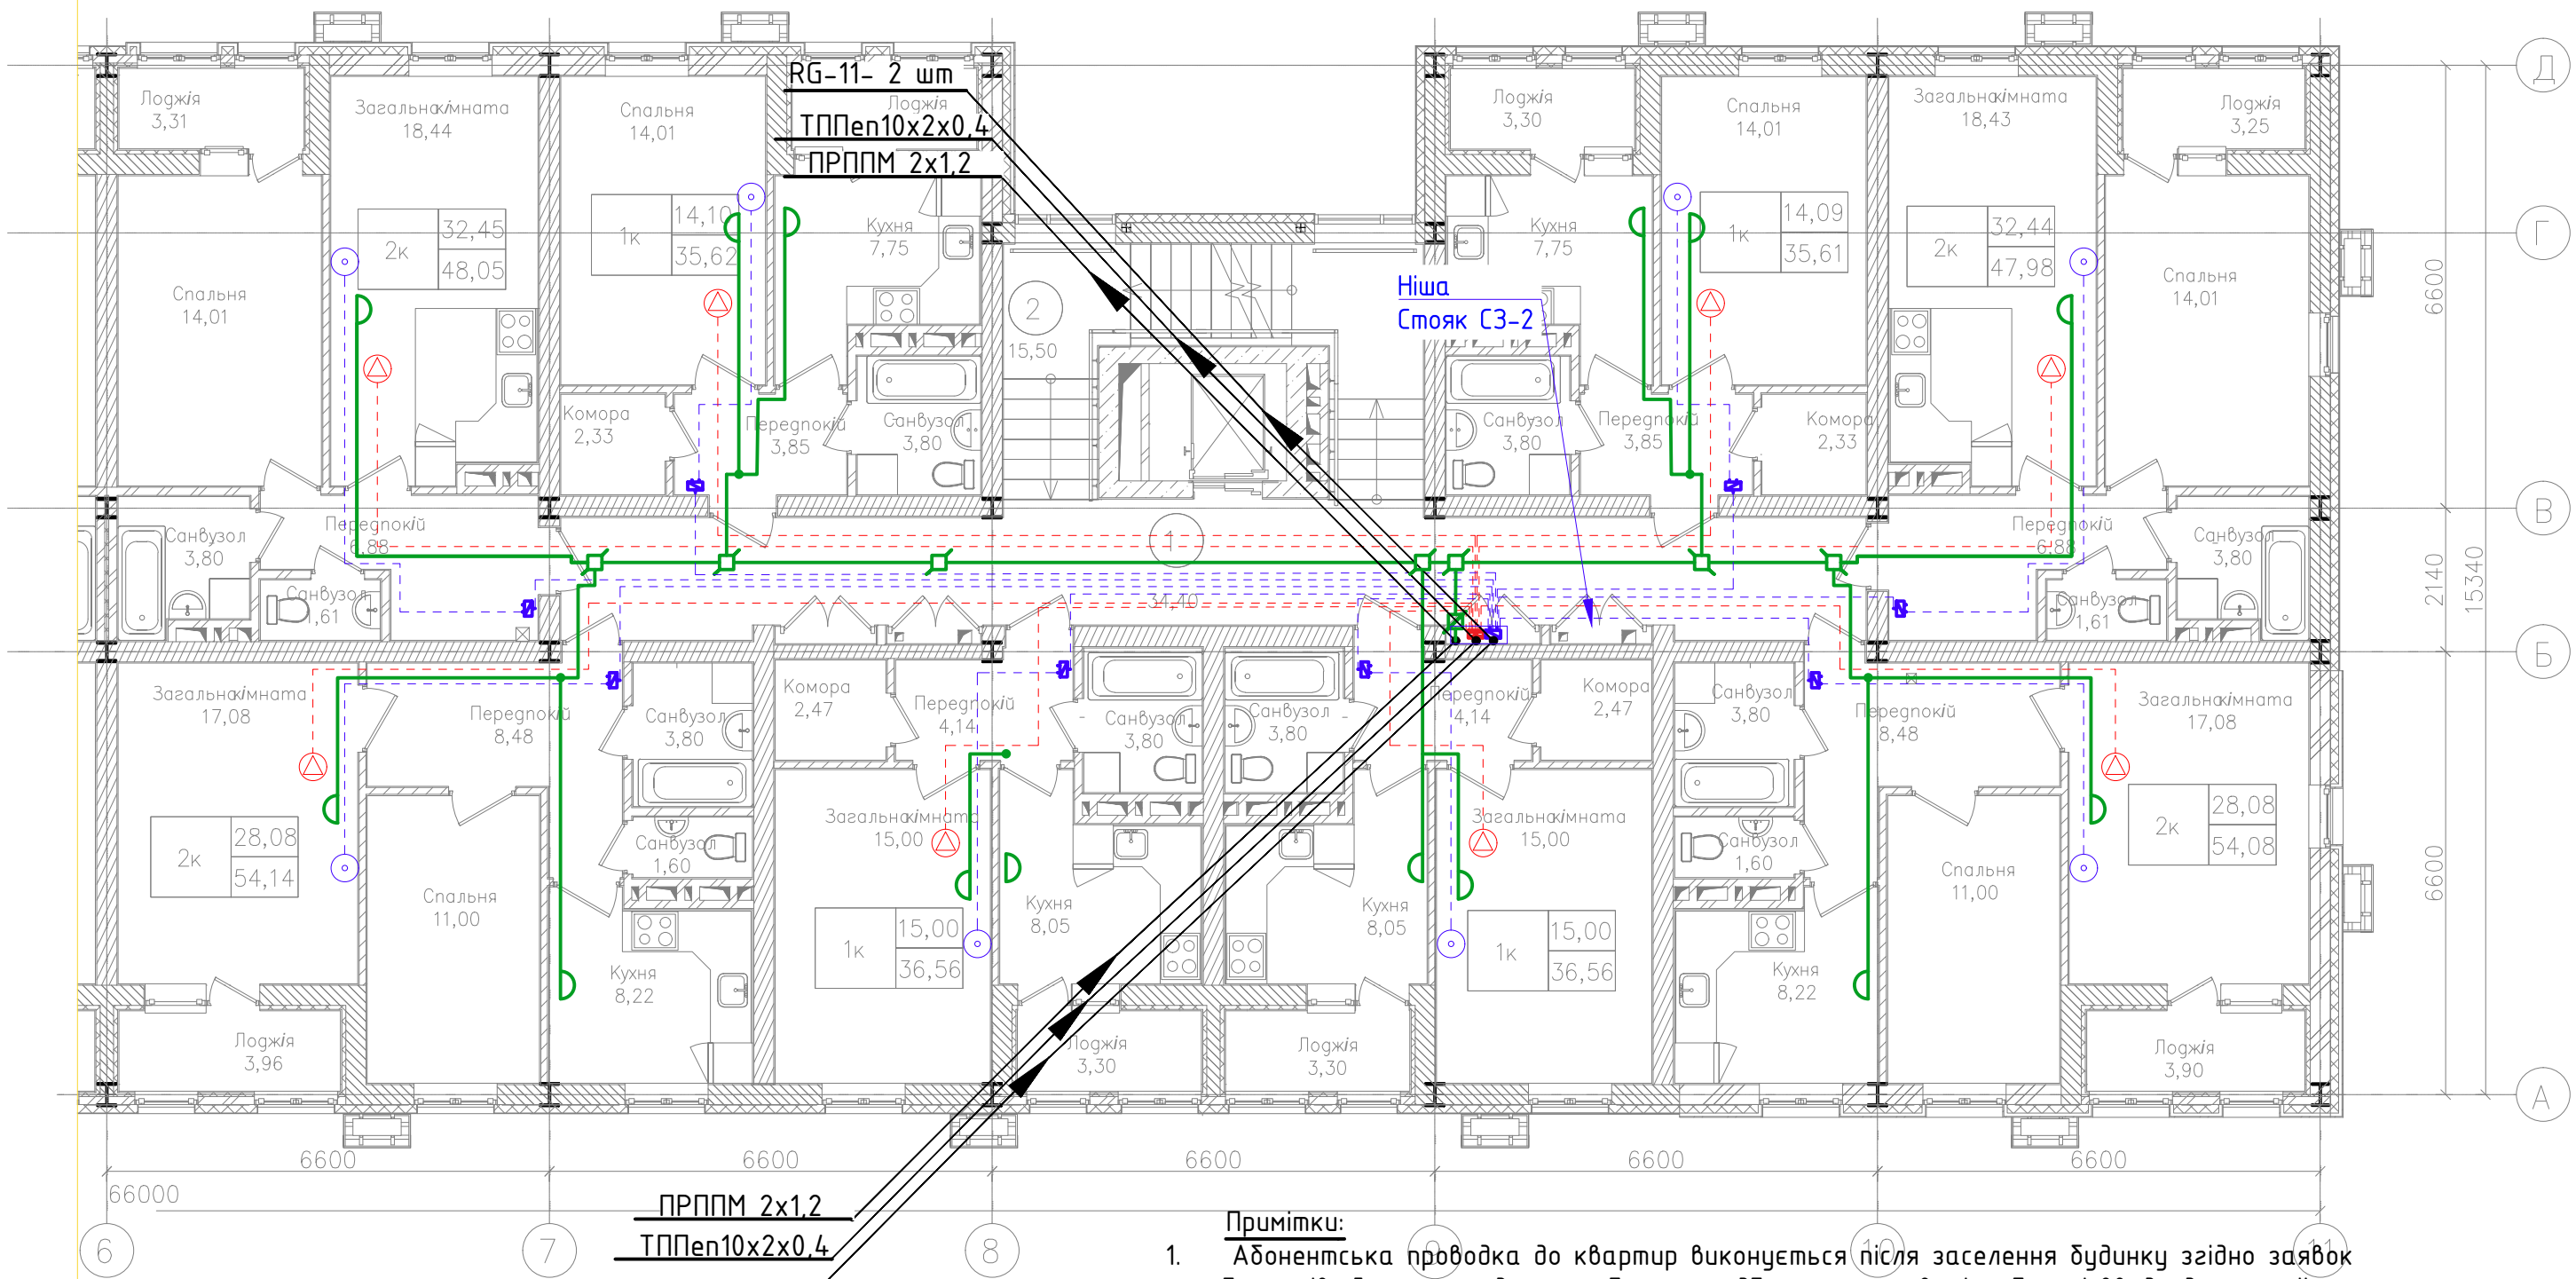 RG-11- 2 шт
ТППеп10х2х0,4
ПРППМ 2х1,2
Лоджія
3,31
Загальна кімната
18,44
Спальня
14,01
Лоджія
Лоджія
3,30
Спальня
14,01
Загальна кімната
18,43
Лоджія
3,25
Д
Спальня
14,01
2к
32,45
48,05
1к
14,10
35,62
Кухня
7,75
Кухня
7,75
1к
14,09
35,61
2к
32,44
47,98
Спальня
14,01
Г
6600
2
15,50
Ніша
Стояк СЗ-2
Комора
2,33
Передпокій
3,85
Санвузол
3,80
Санвузол
3,80
Передпокій
3,85
Комора
2,33
Санвузол
3,80
Передпокій
6,88
Санвузол
1,61
1
34,40
Передпокій
6,88
Санвузол
3,80
Санвузол
1,61
В
2140
15340
Б
Загальна кімната
17,08
Передпокій
8,48
Санвузол
3,80
Комора
2,47
Передпокій
4,14
Санвузол
3,80
Санвузол
3,80
Передпокій
4,14
Комора
2,47
Санвузол
3,80
Передпокій
8,48
Загальна кімната
17,08
2к
28,08
54,14
Спальня
11,00
Санвузол
1,60
Загальна кімната
15,00
1к
15,00
36,56
Кухня
8,05
Кухня
8,05
Загальна кімната
15,00
1к
15,00
36,56
Санвузол
1,60
Спальня
11,00
2к
28,08
54,08
6600
Кухня
8,22
Кухня
8,22
Лоджія
3,96
Лоджія
3,30
Лоджія
3,30
Лоджія
3,90
А
6600
6600
6600
6600
6600
66000
ПРППМ 2х1,2
ТППеп10х2х0,4
6
7
8
9
10
11
Примітки:
1. Абонентська проводка до квартир виконується після заселення будинку згідно заявок